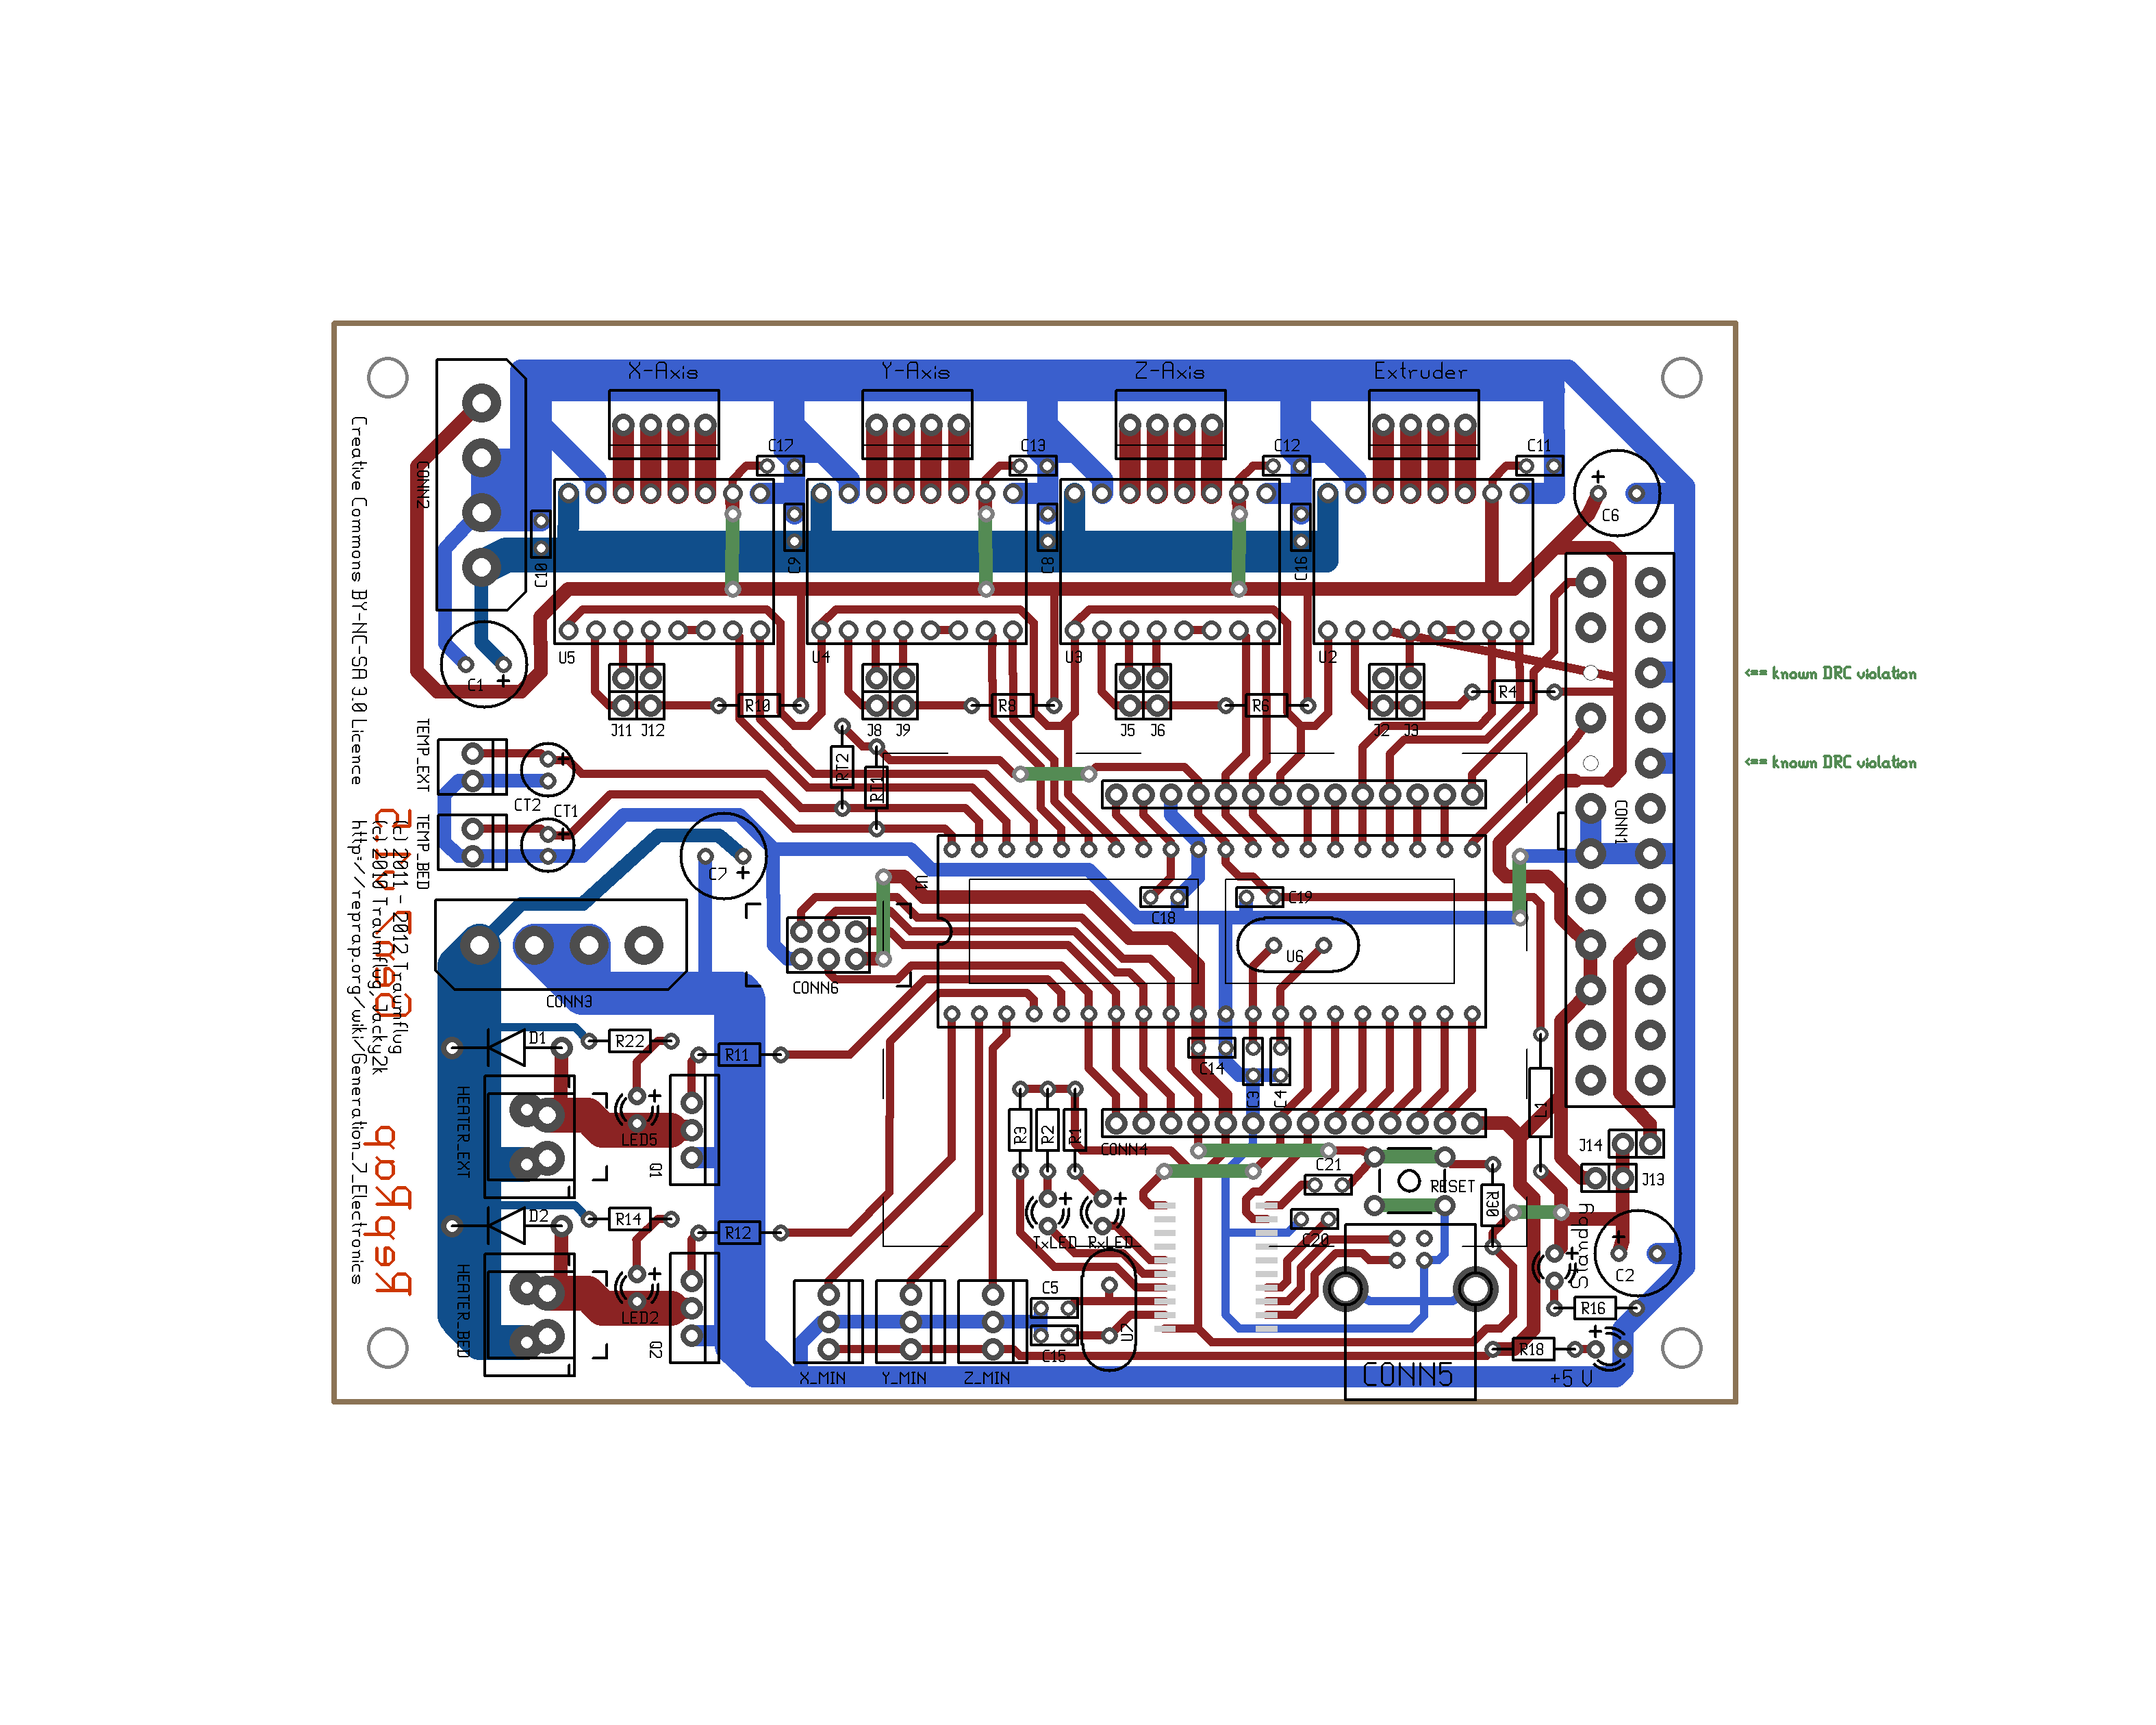 X-Axis
Y-Axis
Z-Axis
Extruder
C17
C13
C12
C11
CONN2
C6
C10
C9
C8
C16
U5
U4
U3
U2
C1
<== known DRC violation
R10
R8
R6
R4
J11 J12
J8 J9
J5 J6
J2 J3
TEMP_EXT
RT2
RT1
<== known DRC violation
CT2
CT1
CONN1
TEMP_BED
C7
U1
C18
C19
U6
CONN6
CONN3
D1
R22
R11
C14
C3
C4
HEATER_EXT
LED5
Q1
R3
R2
R1
CONN4
L1
J14
C21
RESET
J13
R60
D2
R14
R12
TxLED
RxLED
C20
Standby
C2
HEATER_BED
LED2
Q2
C5
C15
U7
R16
R18
X_MIN
Y_MIN
Z_MIN
CONN5
+5 V
Creative Commons BY-NC-SA 3.0 Licence
http://reprap.org/wiki/Generation_7_Electronics
(c) 2011 - 2012 Traumflug
(c) 2010 Traumflug, Jacky2k
RepRap
Gen7 v1.5